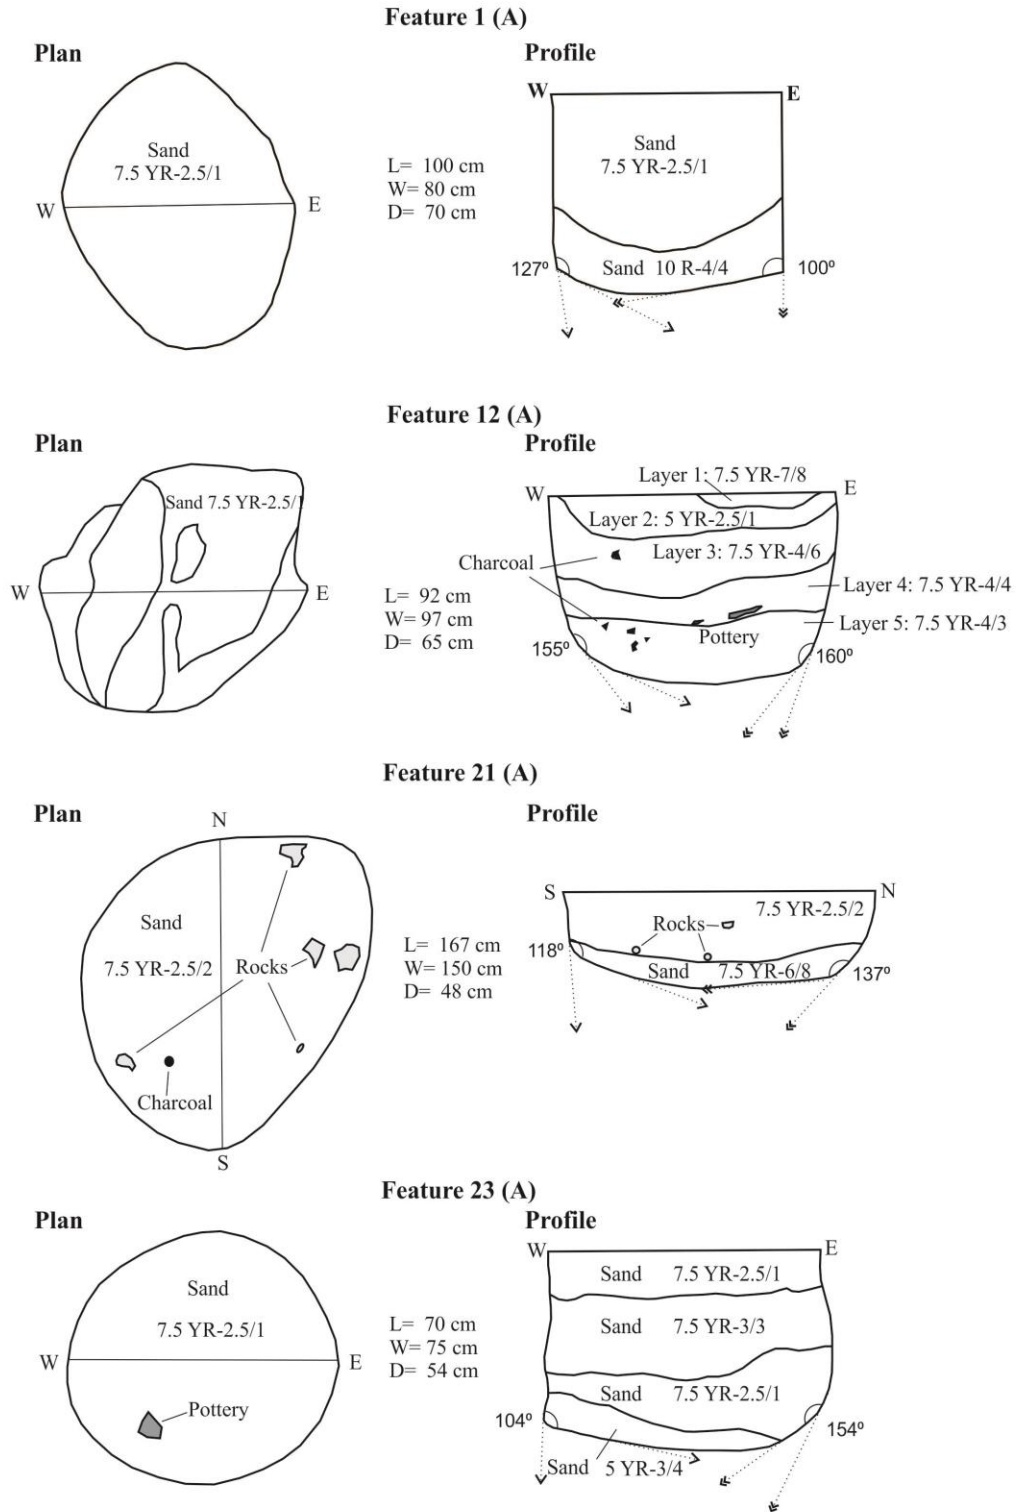 Feature 1 (A)
Plan
Profile
Sand
7.5 YR-2.5/1
W
E
L= 100 cm
W= 80 cm
D= 70 cm
W
E
Sand
7.5 YR-2.5/1
Sand 10 R-4/4
127º
100º
Feature 12 (A)
Plan
Profile
Sand 7.5 YR-2.5/1
W
E
L= 92 cm
W= 97 cm
D= 65 cm
Layer 1: 7.5 YR-7/8
W
E
Layer 2: 5 YR-2.5/1
Layer 3: 7.5 YR-4/6
Charcoal
Layer 4: 7.5 YR-4/4
Layer 5: 7.5 YR-4/3
Pottery
155º
160º
Feature 21 (A)
Plan
Profile
N
Sand
7.5 YR-2.5/2
Rocks
Charcoal
S
L= 167 cm
W= 150 cm
D= 48 cm
S
N
7.5 YR-2.5/2
Rocks
118º
Sand 7.5 YR-6/8
137º
Feature 23 (A)
Plan
Profile
Sand
7.5 YR-2.5/1
W
E
Pottery
L= 70 cm
W= 75 cm
D= 54 cm
W
E
Sand 7.5 YR-2.5/1
Sand 7.5 YR-3/3
Sand 7.5 YR-2.5/1
104º
154º
Sand 5 YR-3/4